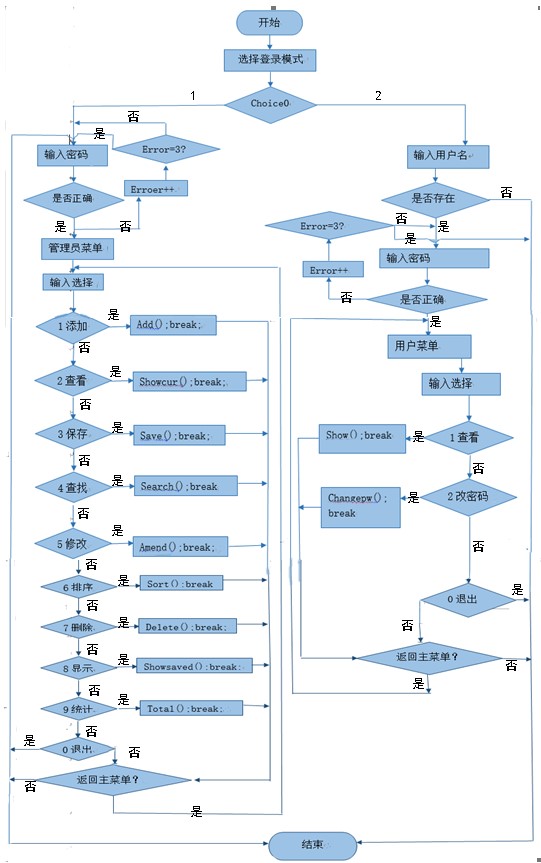 开始
选择登录模式
Choice0
1
2
否
是
Error=3?
输入密码
Erroer++
是否正确
是
否
管理员菜单
输入选择
1 添加
是
Add();break;
否
2 查看
是
Showcur();break;
否
3 保存
是
Save();break;
否
4 查找
是
Search();break;
否
5 修改
是
Amend();break;
否
6 排序
是
Sort();break
否
7 删除
是
Delete();break;
否
8 显示
是
Showsaved();break;
否
9 统计
是
Total();break;
否
是
0 退出
否
返回主菜单?
否
是
输入用户名
是否存在
否
Error=3?
否
是
是
输入密码
Error++
否
是否正确
是
用户菜单
输入选择
Show();break
是
1 查看
否
Changepw();
break
是
2 改密码
否
0 退出
是
否
返回主菜单?
否
是
结束